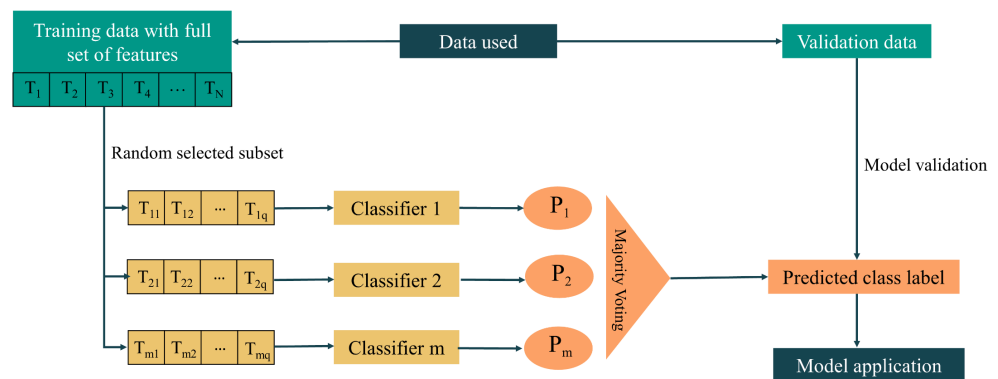 Training data with full
set of features
Data used
Validation data
T1 T2 T3 T4 ... TN
Random selected subset
Model validation
T11 T12 ... T1q
Classifier 1
P1
T21 T22 ... T2q
Classifier 2
P2
Majority Voting
Predicted class label
Tm1 Tm2 ... Tmq
Classifier m
Pm
Model application